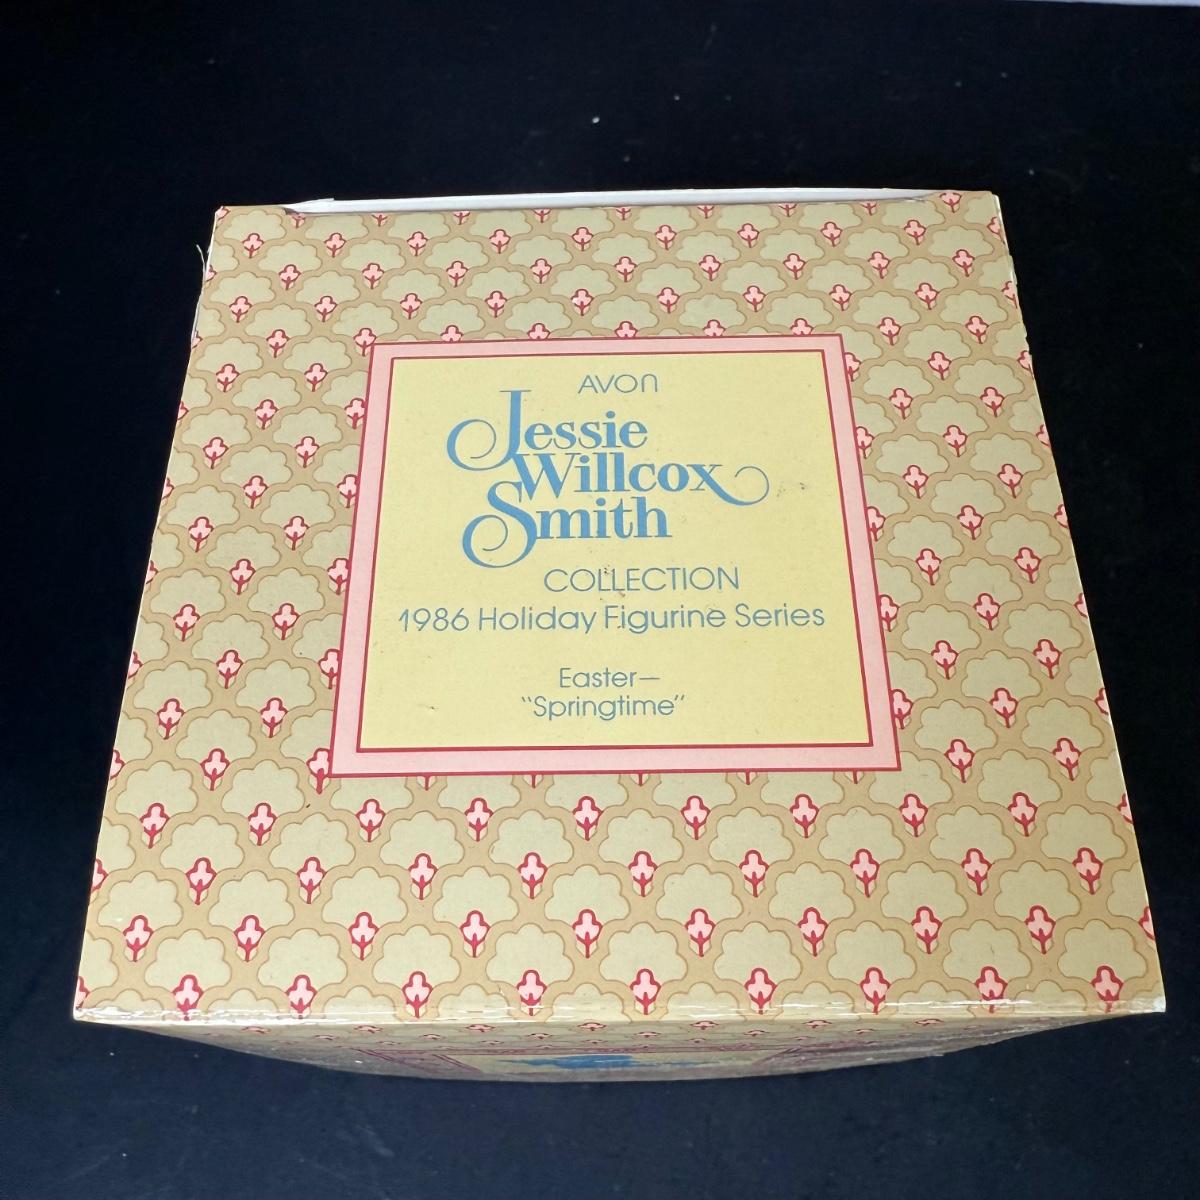 AVON
Jessie
Willcox
Smith
COLLECTION
1986 Holiday Figurine Series
Easter—
"Springtime"